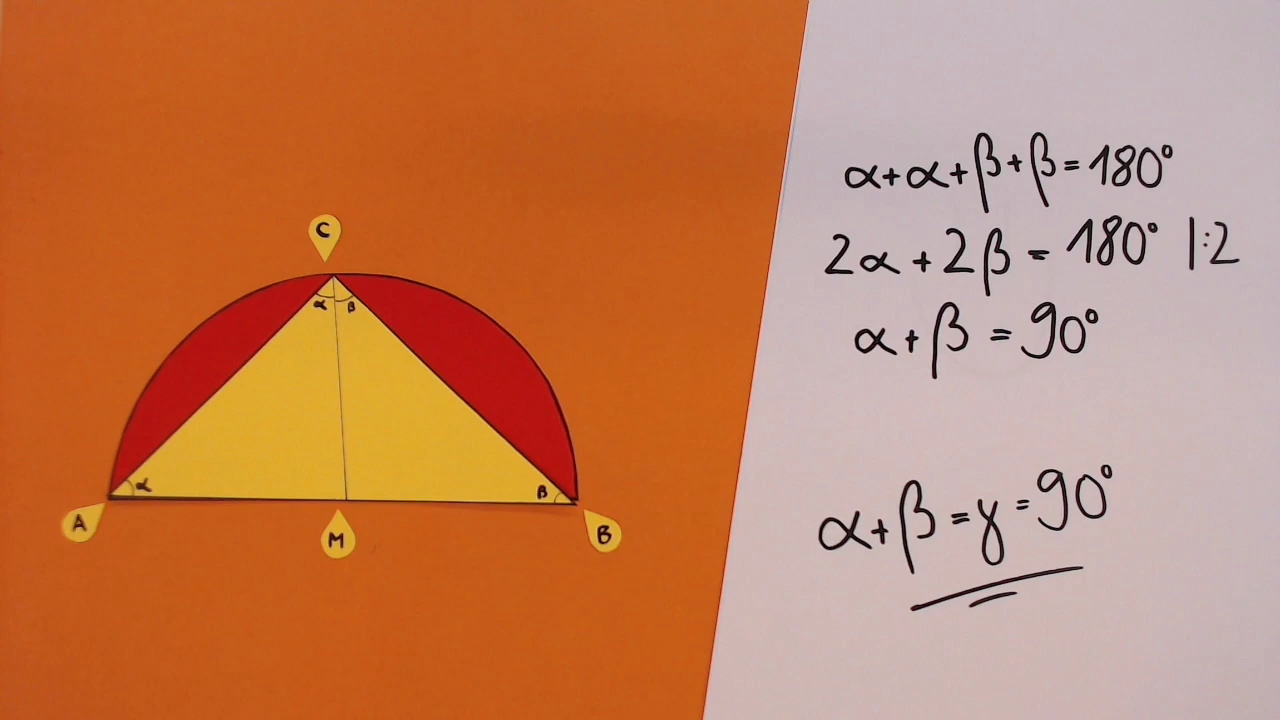 C
α β
α β
A M B
α+α+β+β=180°
2α+2β=180° |:2
α+β=90°
α+β=γ=90°